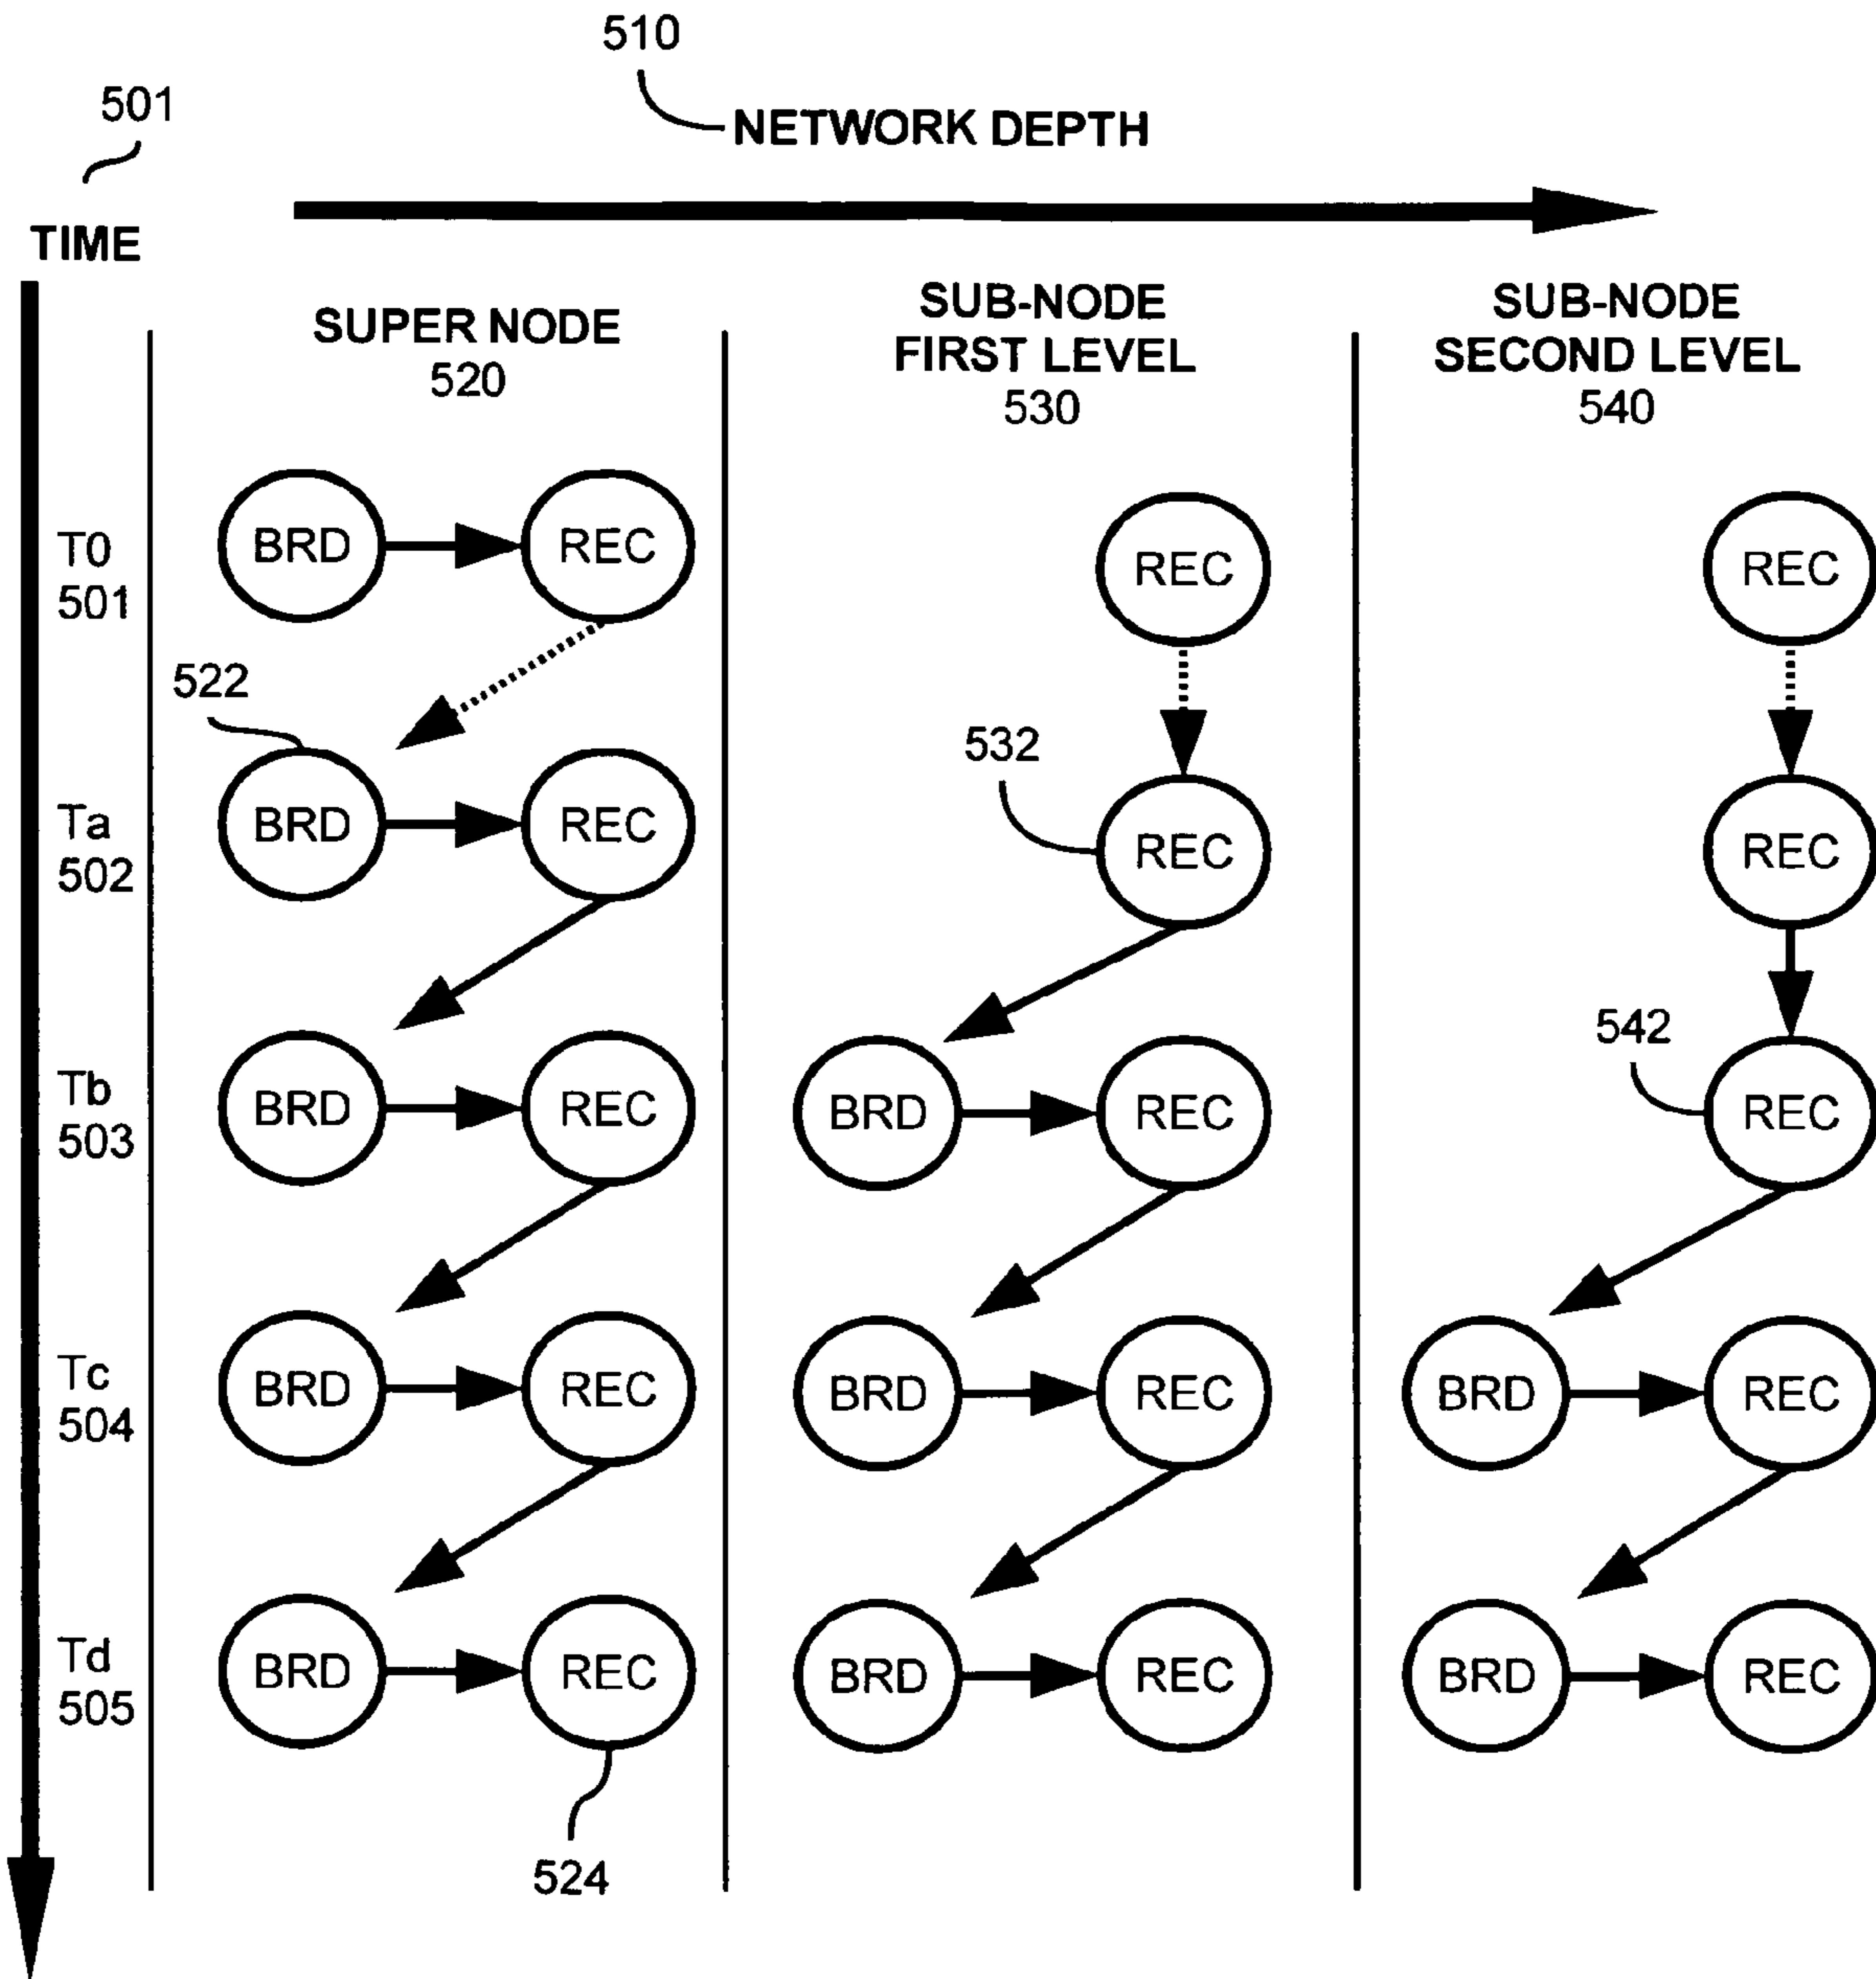 510
501
NETWORK DEPTH
TIME
SUPER NODE
520
SUB-NODE
FIRST LEVEL
530
SUB-NODE
SECOND LEVEL
540
T0
501
BRD
REC
REC
REC
522
532
Ta
502
BRD
REC
REC
REC
542
Tb
503
BRD
REC
BRD
REC
REC
Tc
504
BRD
REC
BRD
REC
BRD
REC
Td
505
BRD
REC
BRD
REC
BRD
REC
524